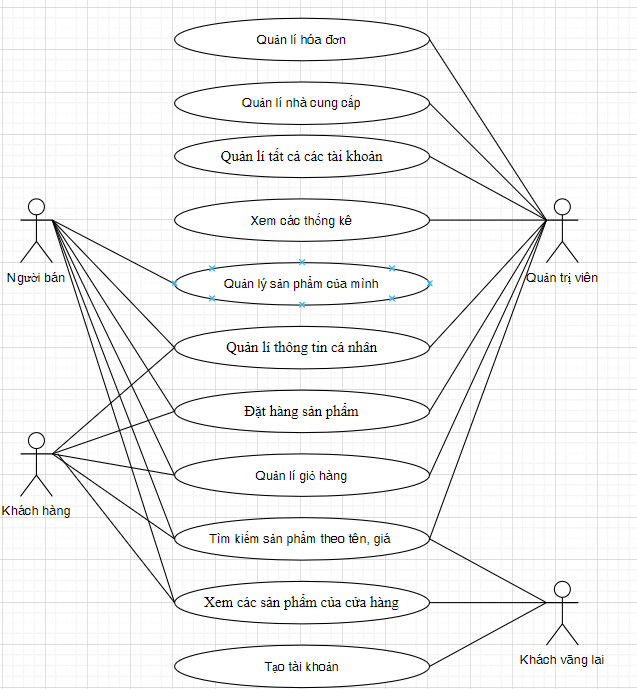 Quản lí hóa đơn
Quản lí nhà cung cấp
Quản lí tất cả các tài khoản
Xem các thống kê
Người bán
Quản trị viên
Quản lý sản phẩm của mình
Quản lí thông tin cá nhân
Đặt hàng sản phẩm
Quản lí giỏ hàng
Khách hàng
Tìm kiếm sản phẩm theo tên, giá
Xem các sản phẩm của cửa hàng
Khách vãng lai
Tạo tài khoản